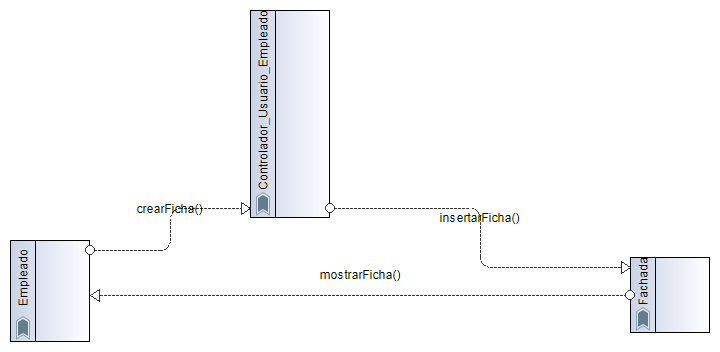 Controlador_Usuario_Empleado
crearFicha()
insertarFicha()
Empleado
mostrarFicha()
Fachada